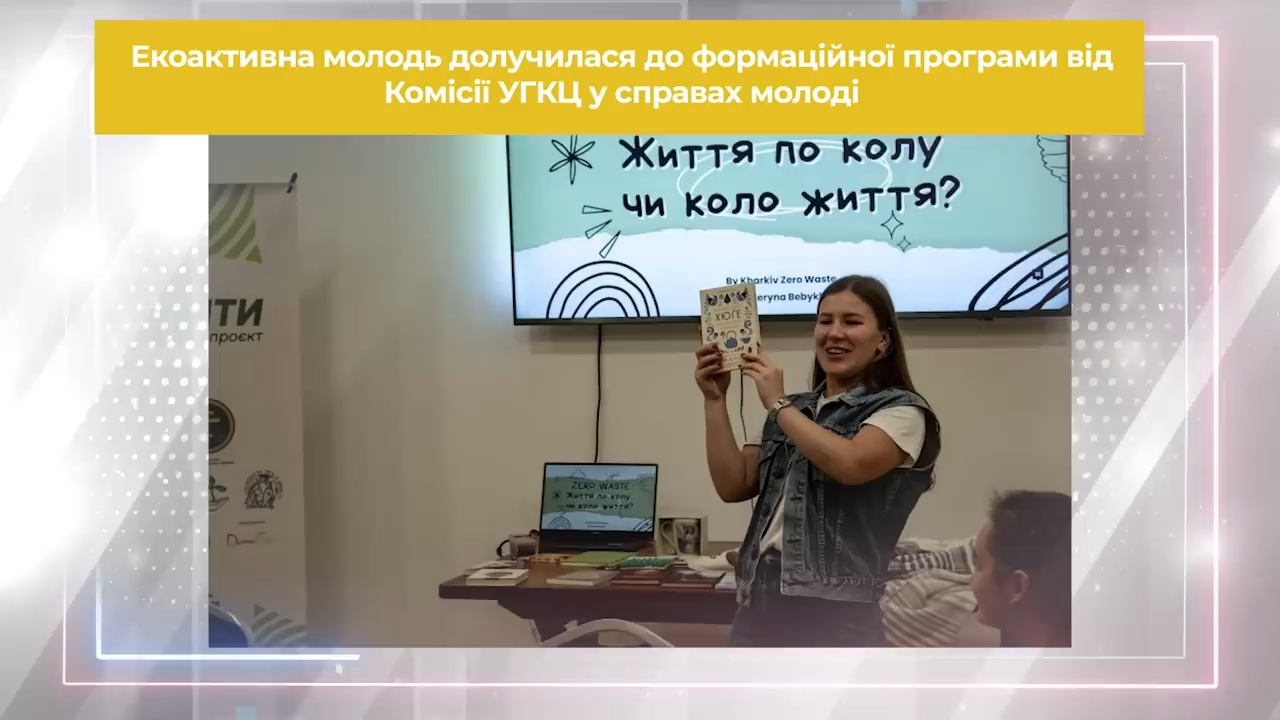 Екоактивна молодь долучилася до формаційної програми від
Комісії УГКЦ у справах молоді
Життя по колу
чи коло життя?
By Kharkiv Zero Waste
ХЮҐЕ
проєкт
ZERO WASTE
Життя по колу
чи коло життя?